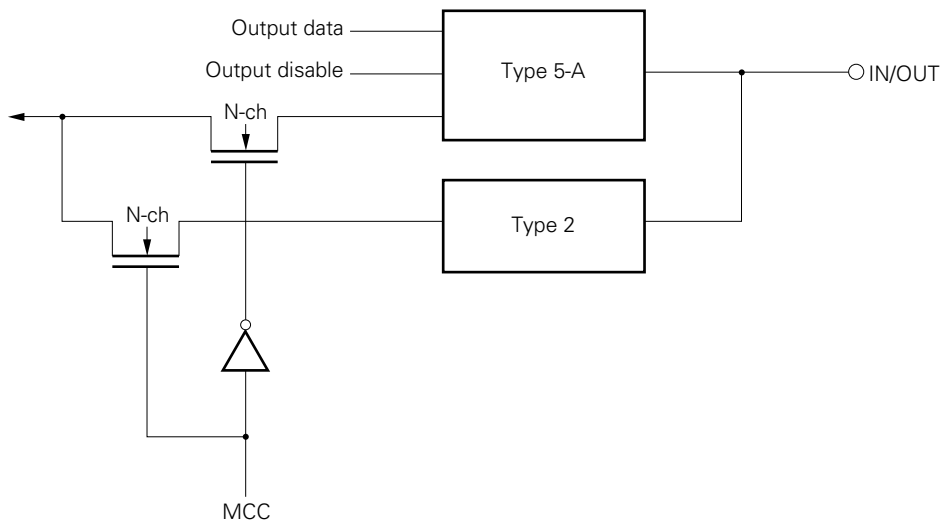 Output data
Output disable
Type 5-A
IN/OUT
N-ch
N-ch
Type 2
MCC